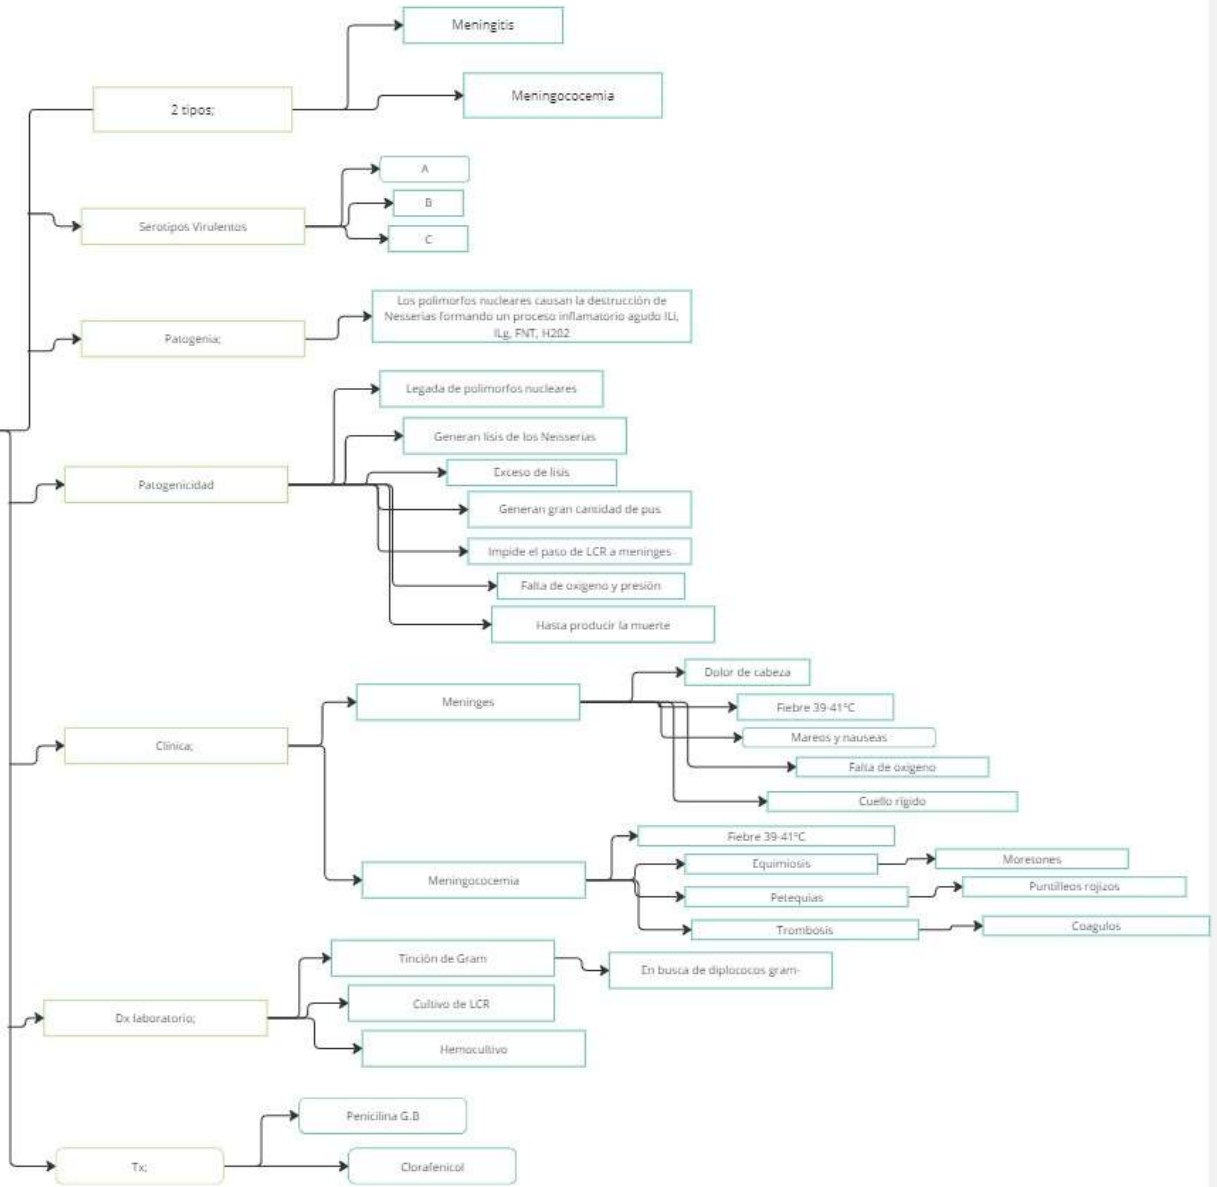 Meningitis
Meningococemia
2 tipos;
A
B
C
Serotipos Virulentos
Los polimorfos nucleares causan la destrucción de
Nesserias formando un proceso inflamatorio agudo ILi,
ILg, FNT, H202
Patogenia;
Legada de polimorfos nucleares
Generan lisis de los Neisserias
Exceso de lisis
Generan gran cantidad de pus
Impide el paso de LCR a meninges
Falta de oxigeno y presión
Hasta producir la muerte
Patogenicidad
Clínica;
Meninges
Dolor de cabeza
Fiebre 39-41°C
Mareos y nauseas
Falta de oxigeno
Cuello rígido
Meningococemia
Fiebre 39-41°C
Equimiosis
Moretones
Petequias
Puntilleos rojizos
Trombosis
Coagulos
Dx laboratorio;
Tinción de Gram
En busca de diplococos gram-
Cultivo de LCR
Hemocultivo
Tx;
Penicilina G.B
Clorafenicol